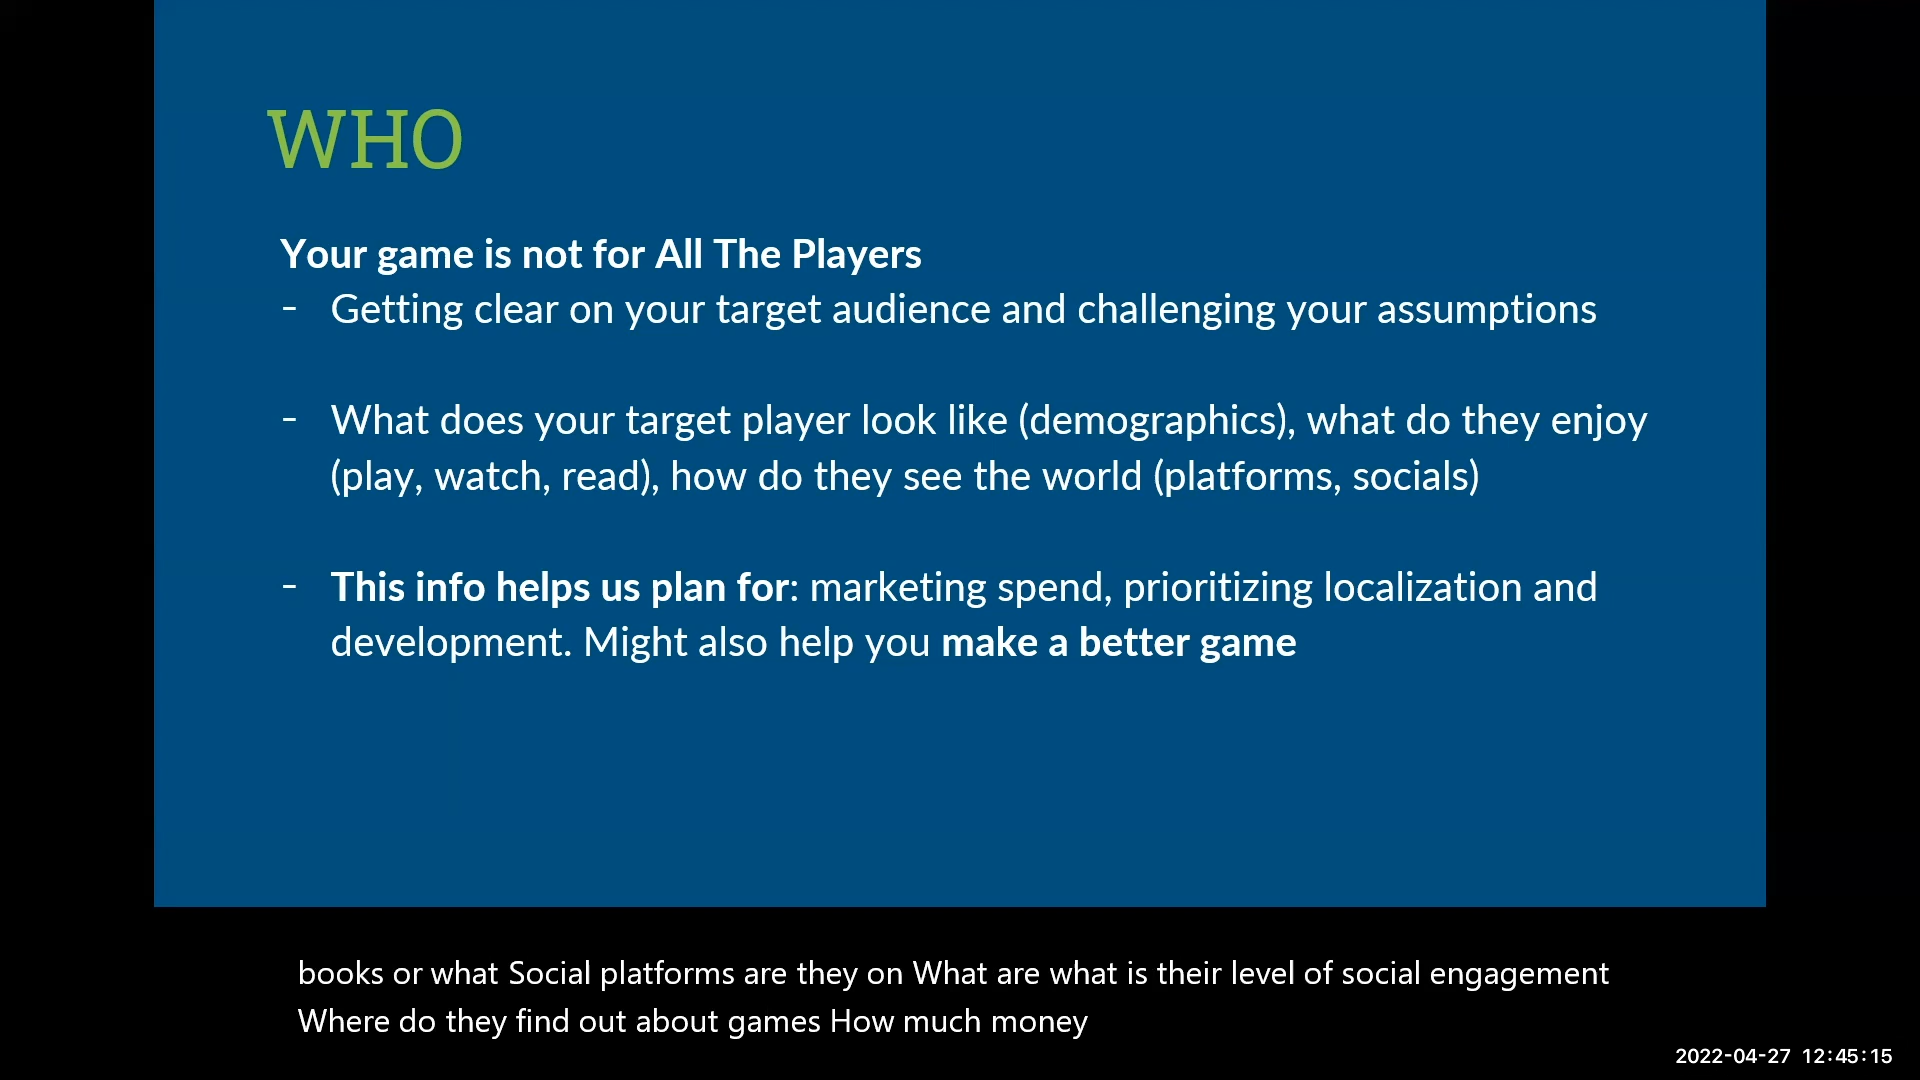 WHO
Your game is not for All The Players
- Getting clear on your target audience and challenging your assumptions
- What does your target player look like (demographics), what do they enjoy
(play, watch, read), how do they see the world (platforms, socials)
- This info helps us plan for: marketing spend, prioritizing localization and
development. Might also help you make a better game
books or what Social platforms are they on What are what is their level of social engagement
Where do they find out about games How much money
2022-04-27 12:45:15